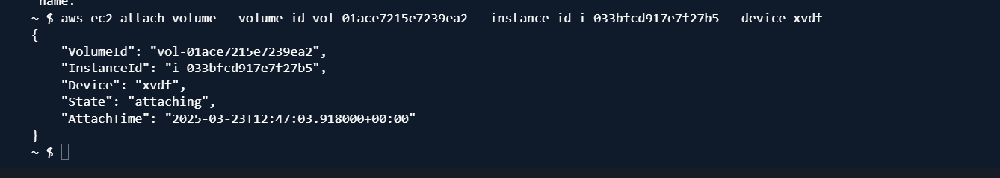 name.
~ $ aws ec2 attach-volume --volume-id vol-01ace7215e7239ea2 --instance-id i-033bfcd917e7f27b5 --device xvdf
{
    "VolumeId": "vol-01ace7215e7239ea2",
    "InstanceId": "i-033bfcd917e7f27b5",
    "Device": "xvdf",
    "State": "attaching",
    "AttachTime": "2025-03-23T12:47:03.918000+00:00"
}
~ $